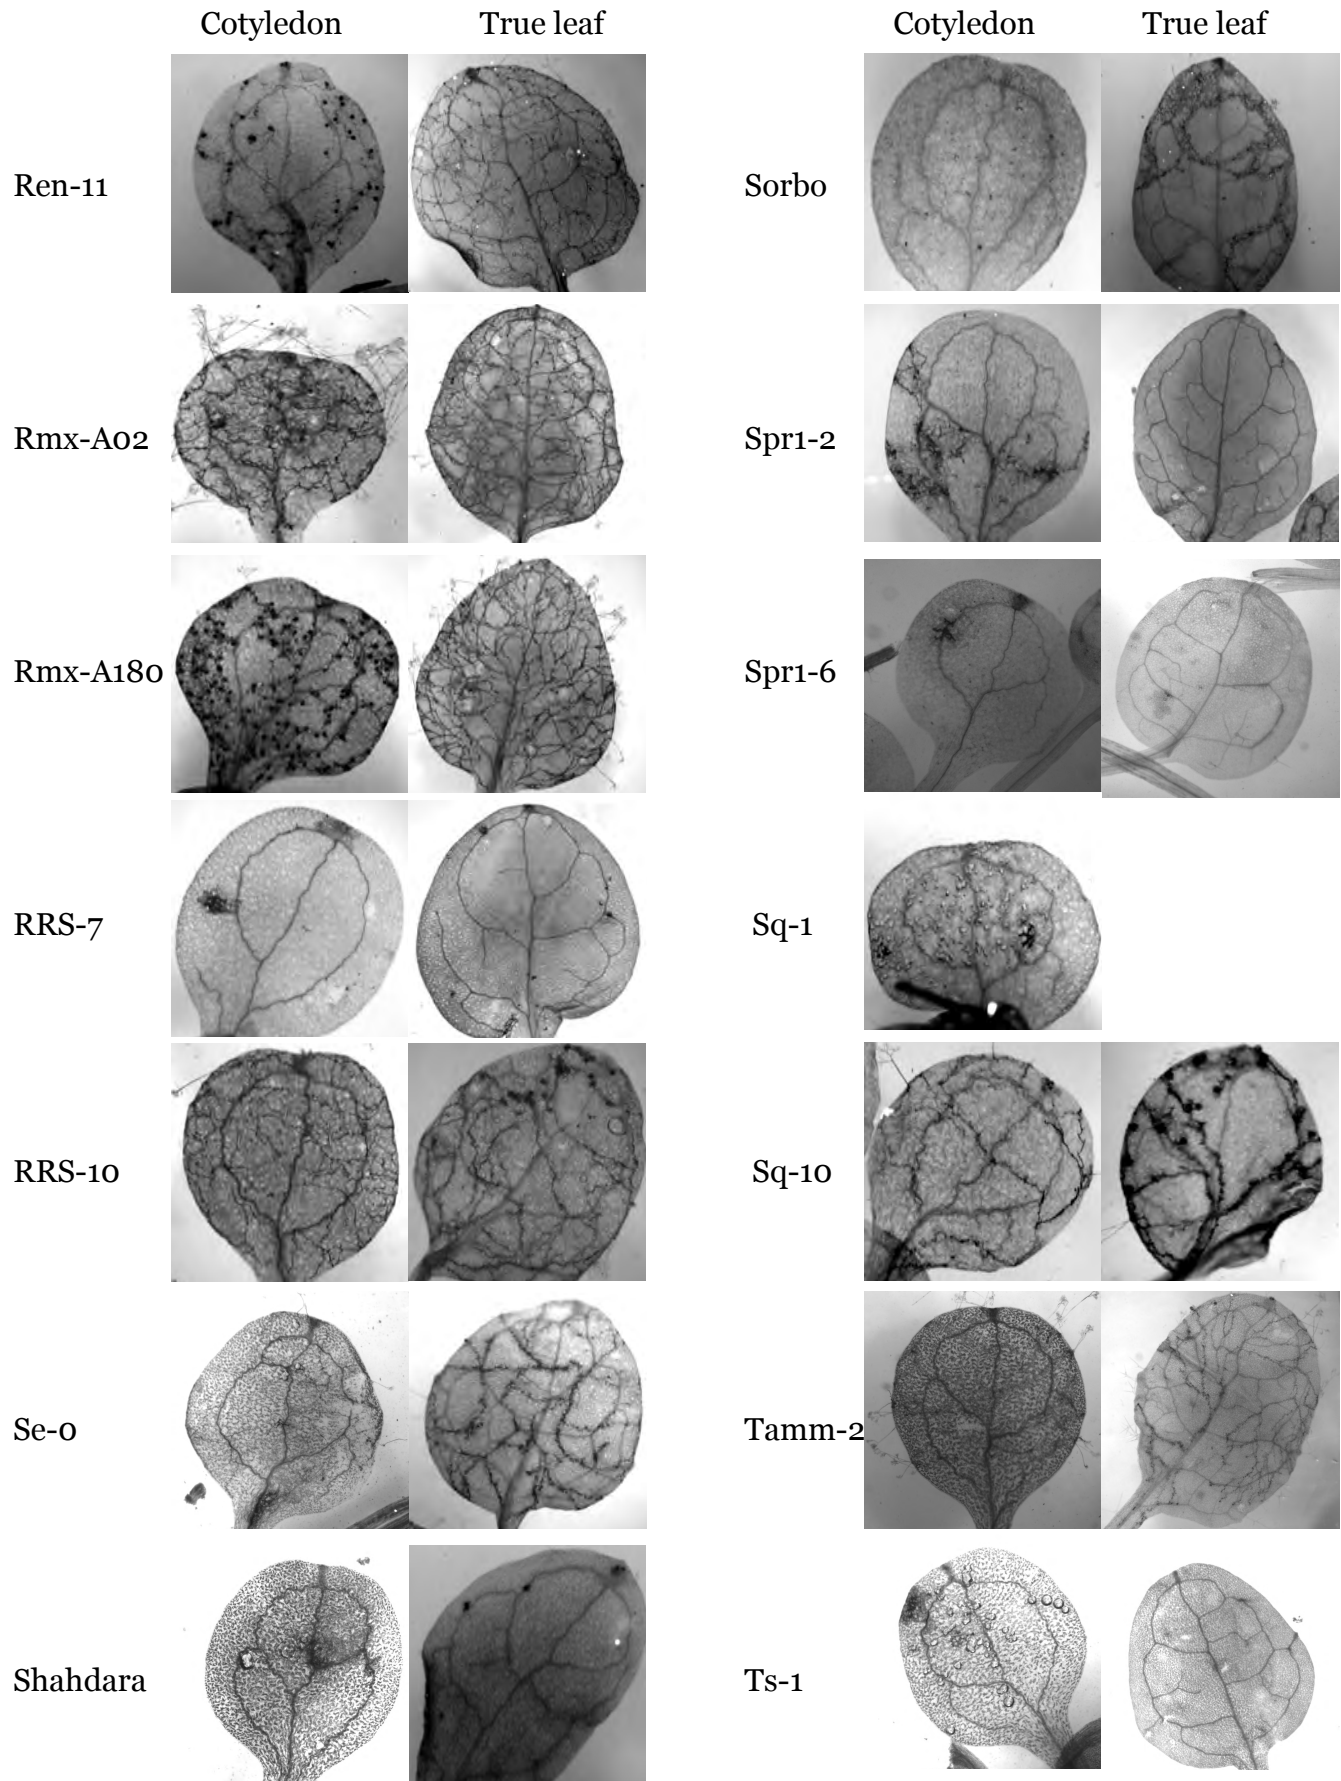 Cotyledon True leaf Cotyledon True leaf
Ren-11 Sorbo
Rmx-A02 Spr1-2
Rmx-A180 Spr1-6
RRS-7 Sq-1
RRS-10 Sq-10
Se-0 Tamm-2
Shahdara Ts-1